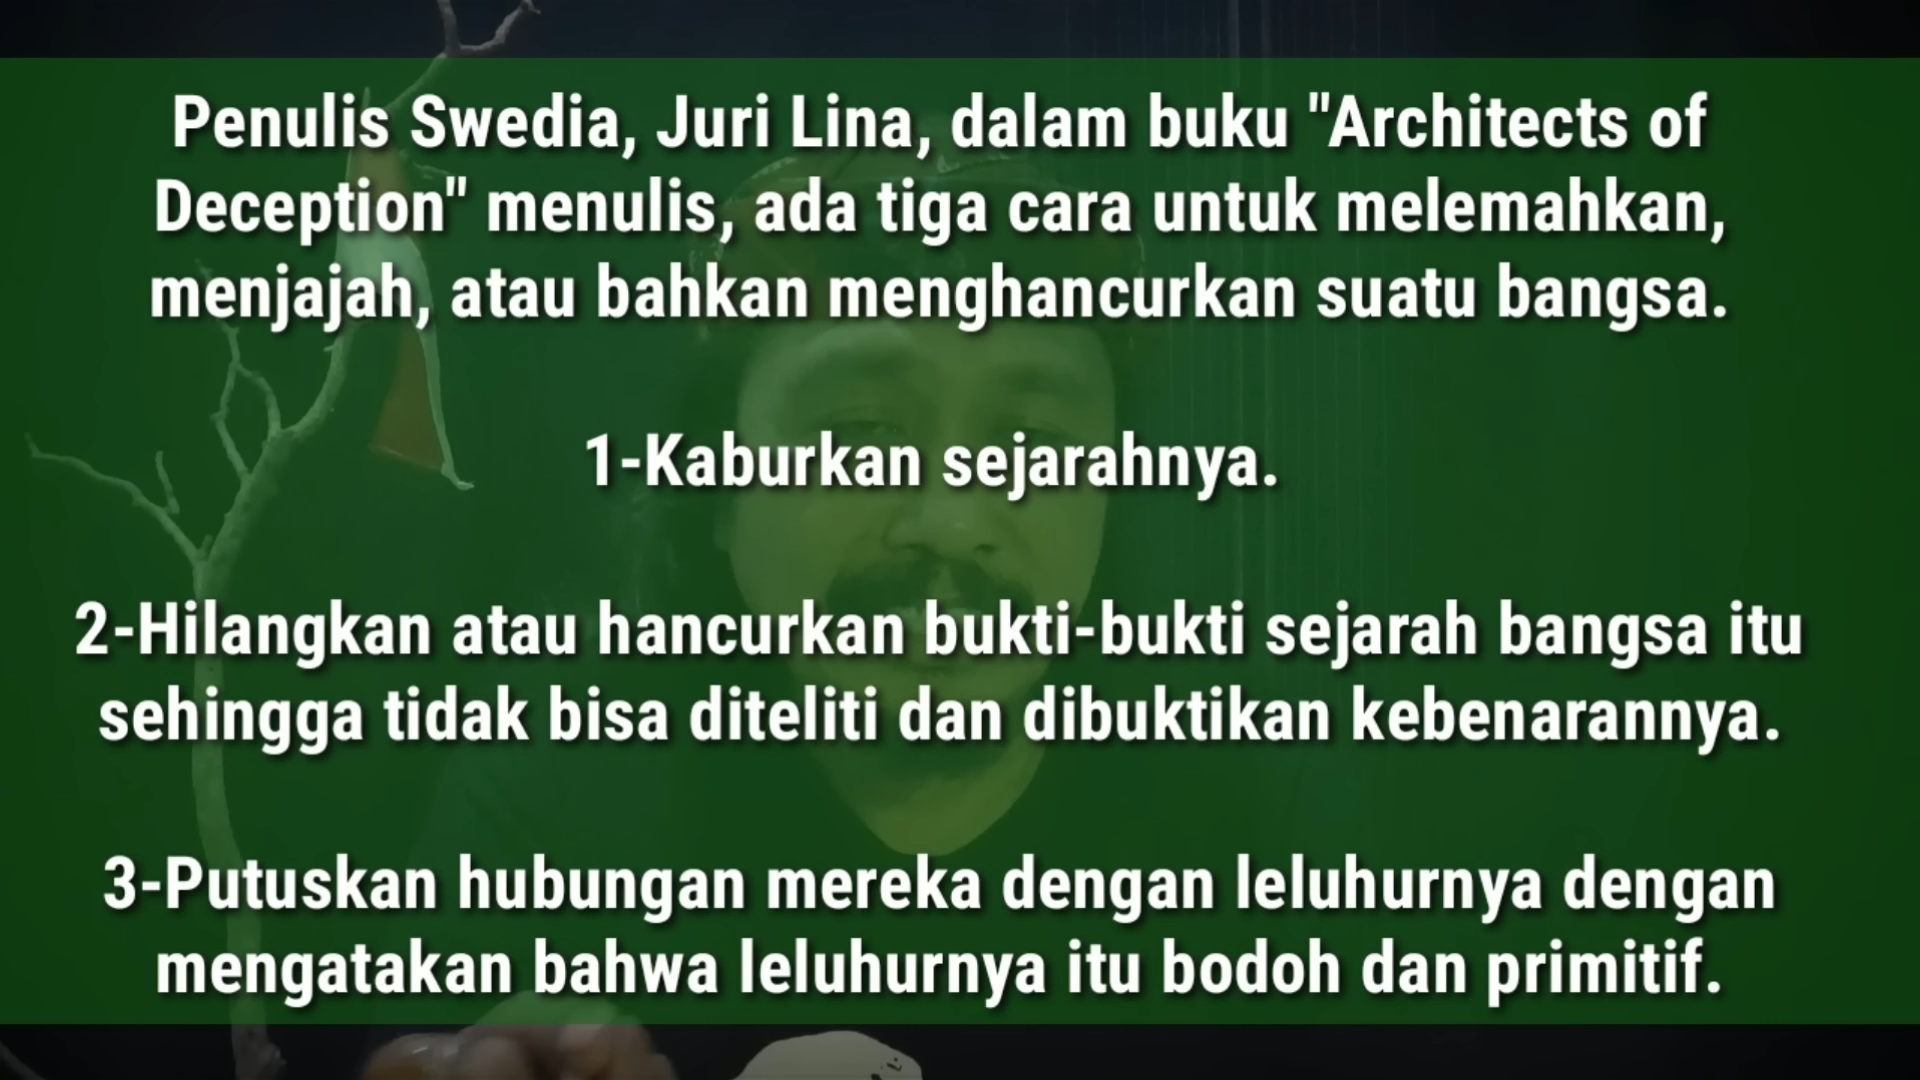 Penulis Swedia, Juri Lina, dalam buku "Architects of
Deception" menulis, ada tiga cara untuk melemahkan,
menjajah, atau bahkan menghancurkan suatu bangsa.
1-Kaburkan sejarahnya.
2-Hilangkan atau hancurkan bukti-bukti sejarah bangsa itu
sehingga tidak bisa diteliti dan dibuktikan kebenarannya.
3-Putuskan hubungan mereka dengan leluhurnya dengan
mengatakan bahwa leluhurnya itu bodoh dan primitif.